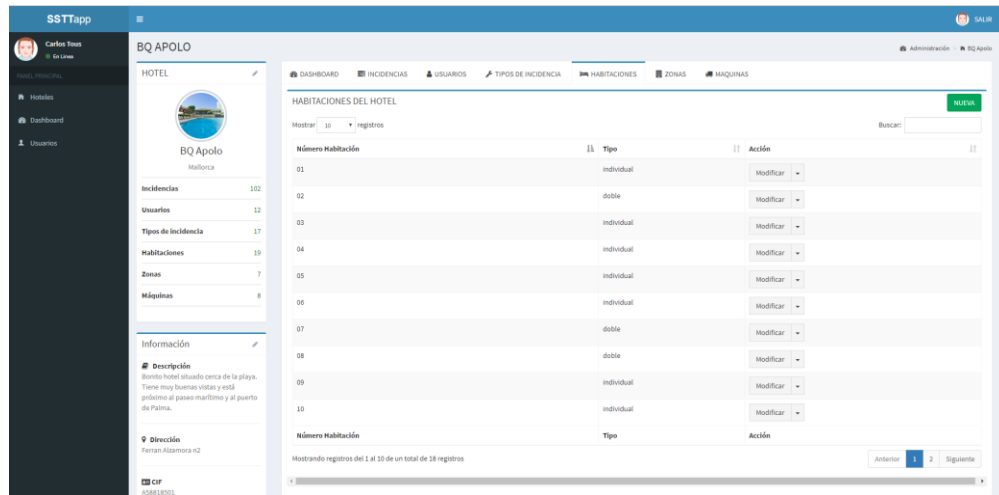 SSTTapp
SALIR
Carlos Tous
En Línea
PANEL PRINCIPAL
Hoteles
Dashboard
Usuarios
BQ APOLO
Administración
BQ Apolo
HOTEL
BQ Apolo
Mallorca
Incidencias 102
Usuarios 12
Tipos de incidencia 17
Habitaciones 19
Zonas 7
Máquinas 8
Información
Descripción
Bonito hotel situado cerca de la playa.
Tiene muy buenas vistas y está
próximo al paseo marítimo y al puerto
de Palma.
Dirección
Ferran Alzamora n2
CIF
A58818501
DASHBOARD INCIDENCIAS USUARIOS TIPOS DE INCIDENCIA HABITACIONES ZONAS MAQUINAS
HABITACIONES DEL HOTEL
NUEVA
Mostrar 10 registros
Buscar:
Número Habitación Tipo Acción
01 individual Modificar
02 doble Modificar
03 individual Modificar
04 individual Modificar
05 individual Modificar
06 individual Modificar
07 doble Modificar
08 doble Modificar
09 individual Modificar
10 individual Modificar
Número Habitación Tipo Acción
Mostrando registros del 1 al 10 de un total de 18 registros
Anterior 1 2 Siguiente